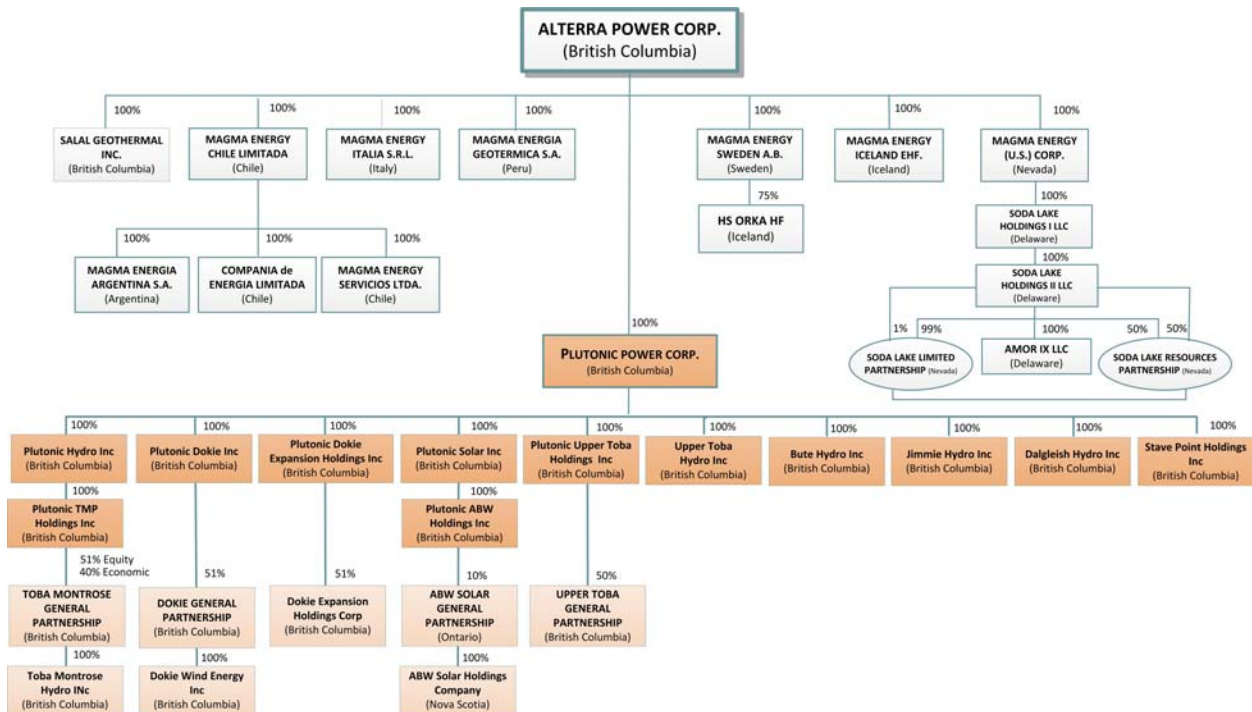 ALTERRA POWER CORP.
(British Columbia)
100%
100%
100%
100%
100%
100%
100%
SALAL GEOTHERMAL
INC.
(British Columbia)
MAGMA ENERGY
CHILE LIMITADA
(Chile)
MAGMA ENERGY
ITALIA S.R.L.
(Italy)
MAGMA ENERGIA
GEOTERMICA S.A.
(Peru)
MAGMA ENERGY
SWEDEN A.B.
(Sweden)
MAGMA ENERGY
ICELAND EHF.
(Iceland)
MAGMA ENERGY
(U.S.) CORP.
(Nevada)
75%
100%
HS ORKA HF
(Iceland)
SODA LAKE
HOLDINGS I LLC
(Delaware)
100%
100%
100%
100%
MAGMA ENERGIA
ARGENTINA S.A.
(Argentina)
COMPANIA de
ENERGIA LIMITADA
(Chile)
MAGMA ENERGY
SERVICIOS LTDA.
(Chile)
SODA LAKE
HOLDINGS II LLC
(Delaware)
100%
1%
99%
100%
50%
50%
PLUTONIC POWER CORP.
(British Columbia)
SODA LAKE LIMITED
PARTNERSHIP (Nevada)
AMOR IX LLC
(Delaware)
SODA LAKE RESOURCES
PARTNERSHIP (Nevada)
100%
100%
100%
100%
100%
100%
100%
100%
100%
100%
Plutonic Hydro Inc
(British Columbia)
Plutonic Dokie Inc
(British Columbia)
Plutonic Dokie
Expansion Holdings Inc
(British Columbia)
Plutonic Solar Inc
(British Columbia)
Plutonic Upper Toba
Holdings Inc
(British Columbia)
Upper Toba
Hydro Inc
(British Columbia)
Bute Hydro Inc
(British Columbia)
Jimmie Hydro Inc
(British Columbia)
Dalgleish Hydro Inc
(British Columbia)
Stave Point Holdings
Inc
(British Columbia)
100%
100%
Plutonic TMP
Holdings Inc
(British Columbia)
Plutonic ABW
Holdings Inc
(British Columbia)
51% Equity
40% Economic
51%
51%
10%
50%
TOBA MONTROSE
GENERAL
PARTNERSHIP
(British Columbia)
DOKIE GENERAL
PARTNERSHIP
(British Columbia)
Dokie Expansion
Holdings Corp
(British Columbia)
ABW SOLAR
GENERAL
PARTNERSHIP
(Ontario)
UPPER TOBA
GENERAL
PARTNERSHIP
(British Columbia)
100%
100%
100%
Toba Montrose
Hydro INc
(British Columbia)
Dokie Wind Energy
Inc
(British Columbia)
ABW Solar Holdings
Company
(Nova Scotia)